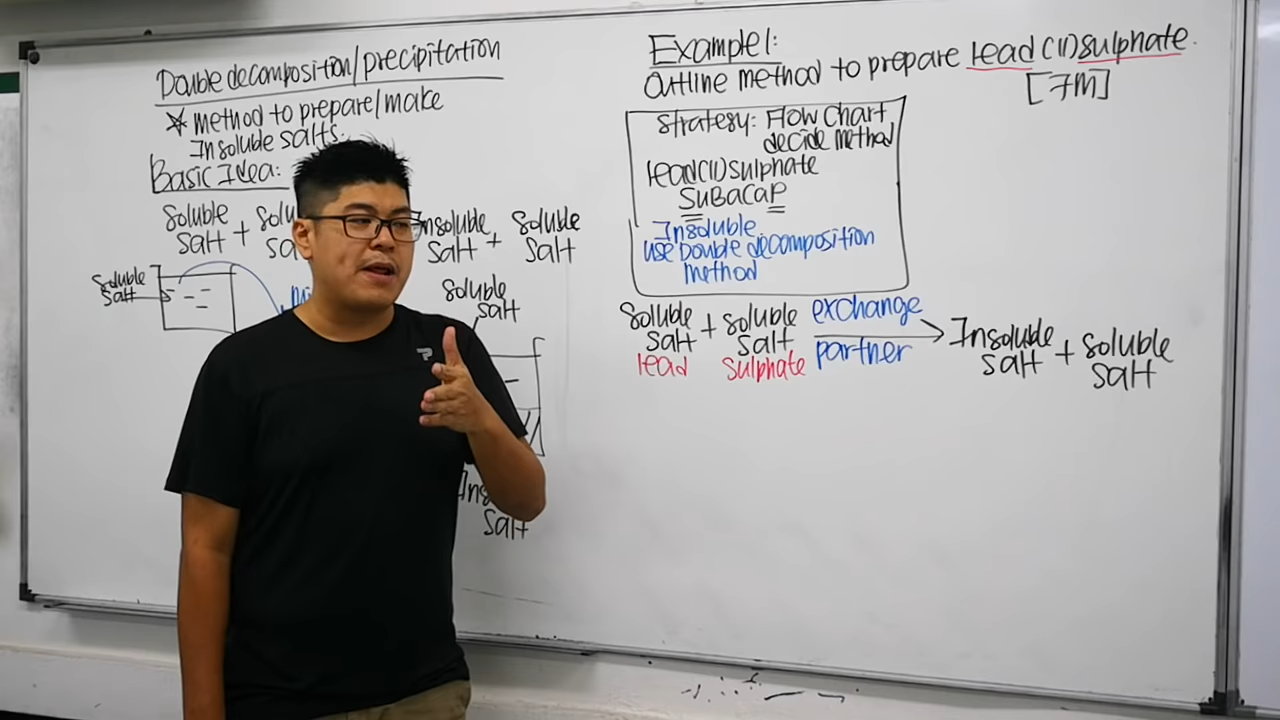 Double decomposition/precipitation
* method to prepare/make
Insoluble salts.
Basic Idea:
Soluble
salt
+
Insoluble
salt
+
Soluble
salt
Soluble
salt
Soluble
salt
salt
Example 1:
Outline method to prepare lead (II) sulphate.
[7m]
Strategy: Flow Chart
decide method
lead(II) sulphate
SUBACAP
Insoluble
use Double decomposition
method
Soluble
salt
lead
+
Soluble
salt
sulphate
exchange
partner
Insoluble
salt
+
Soluble
salt